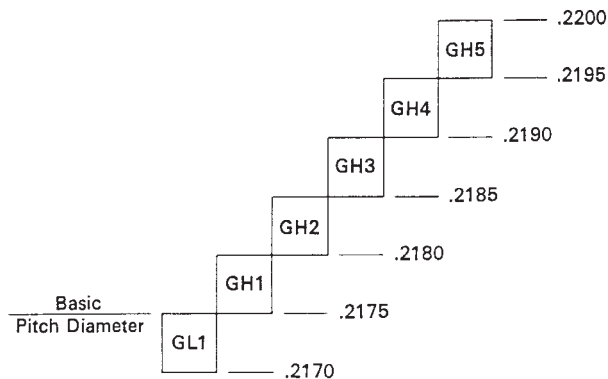 .2200
GH5
.2195
GH4
.2190
GH3
.2185
GH2
.2180
GH1
Basic
.2175
Pitch Diameter
GL1
.2170